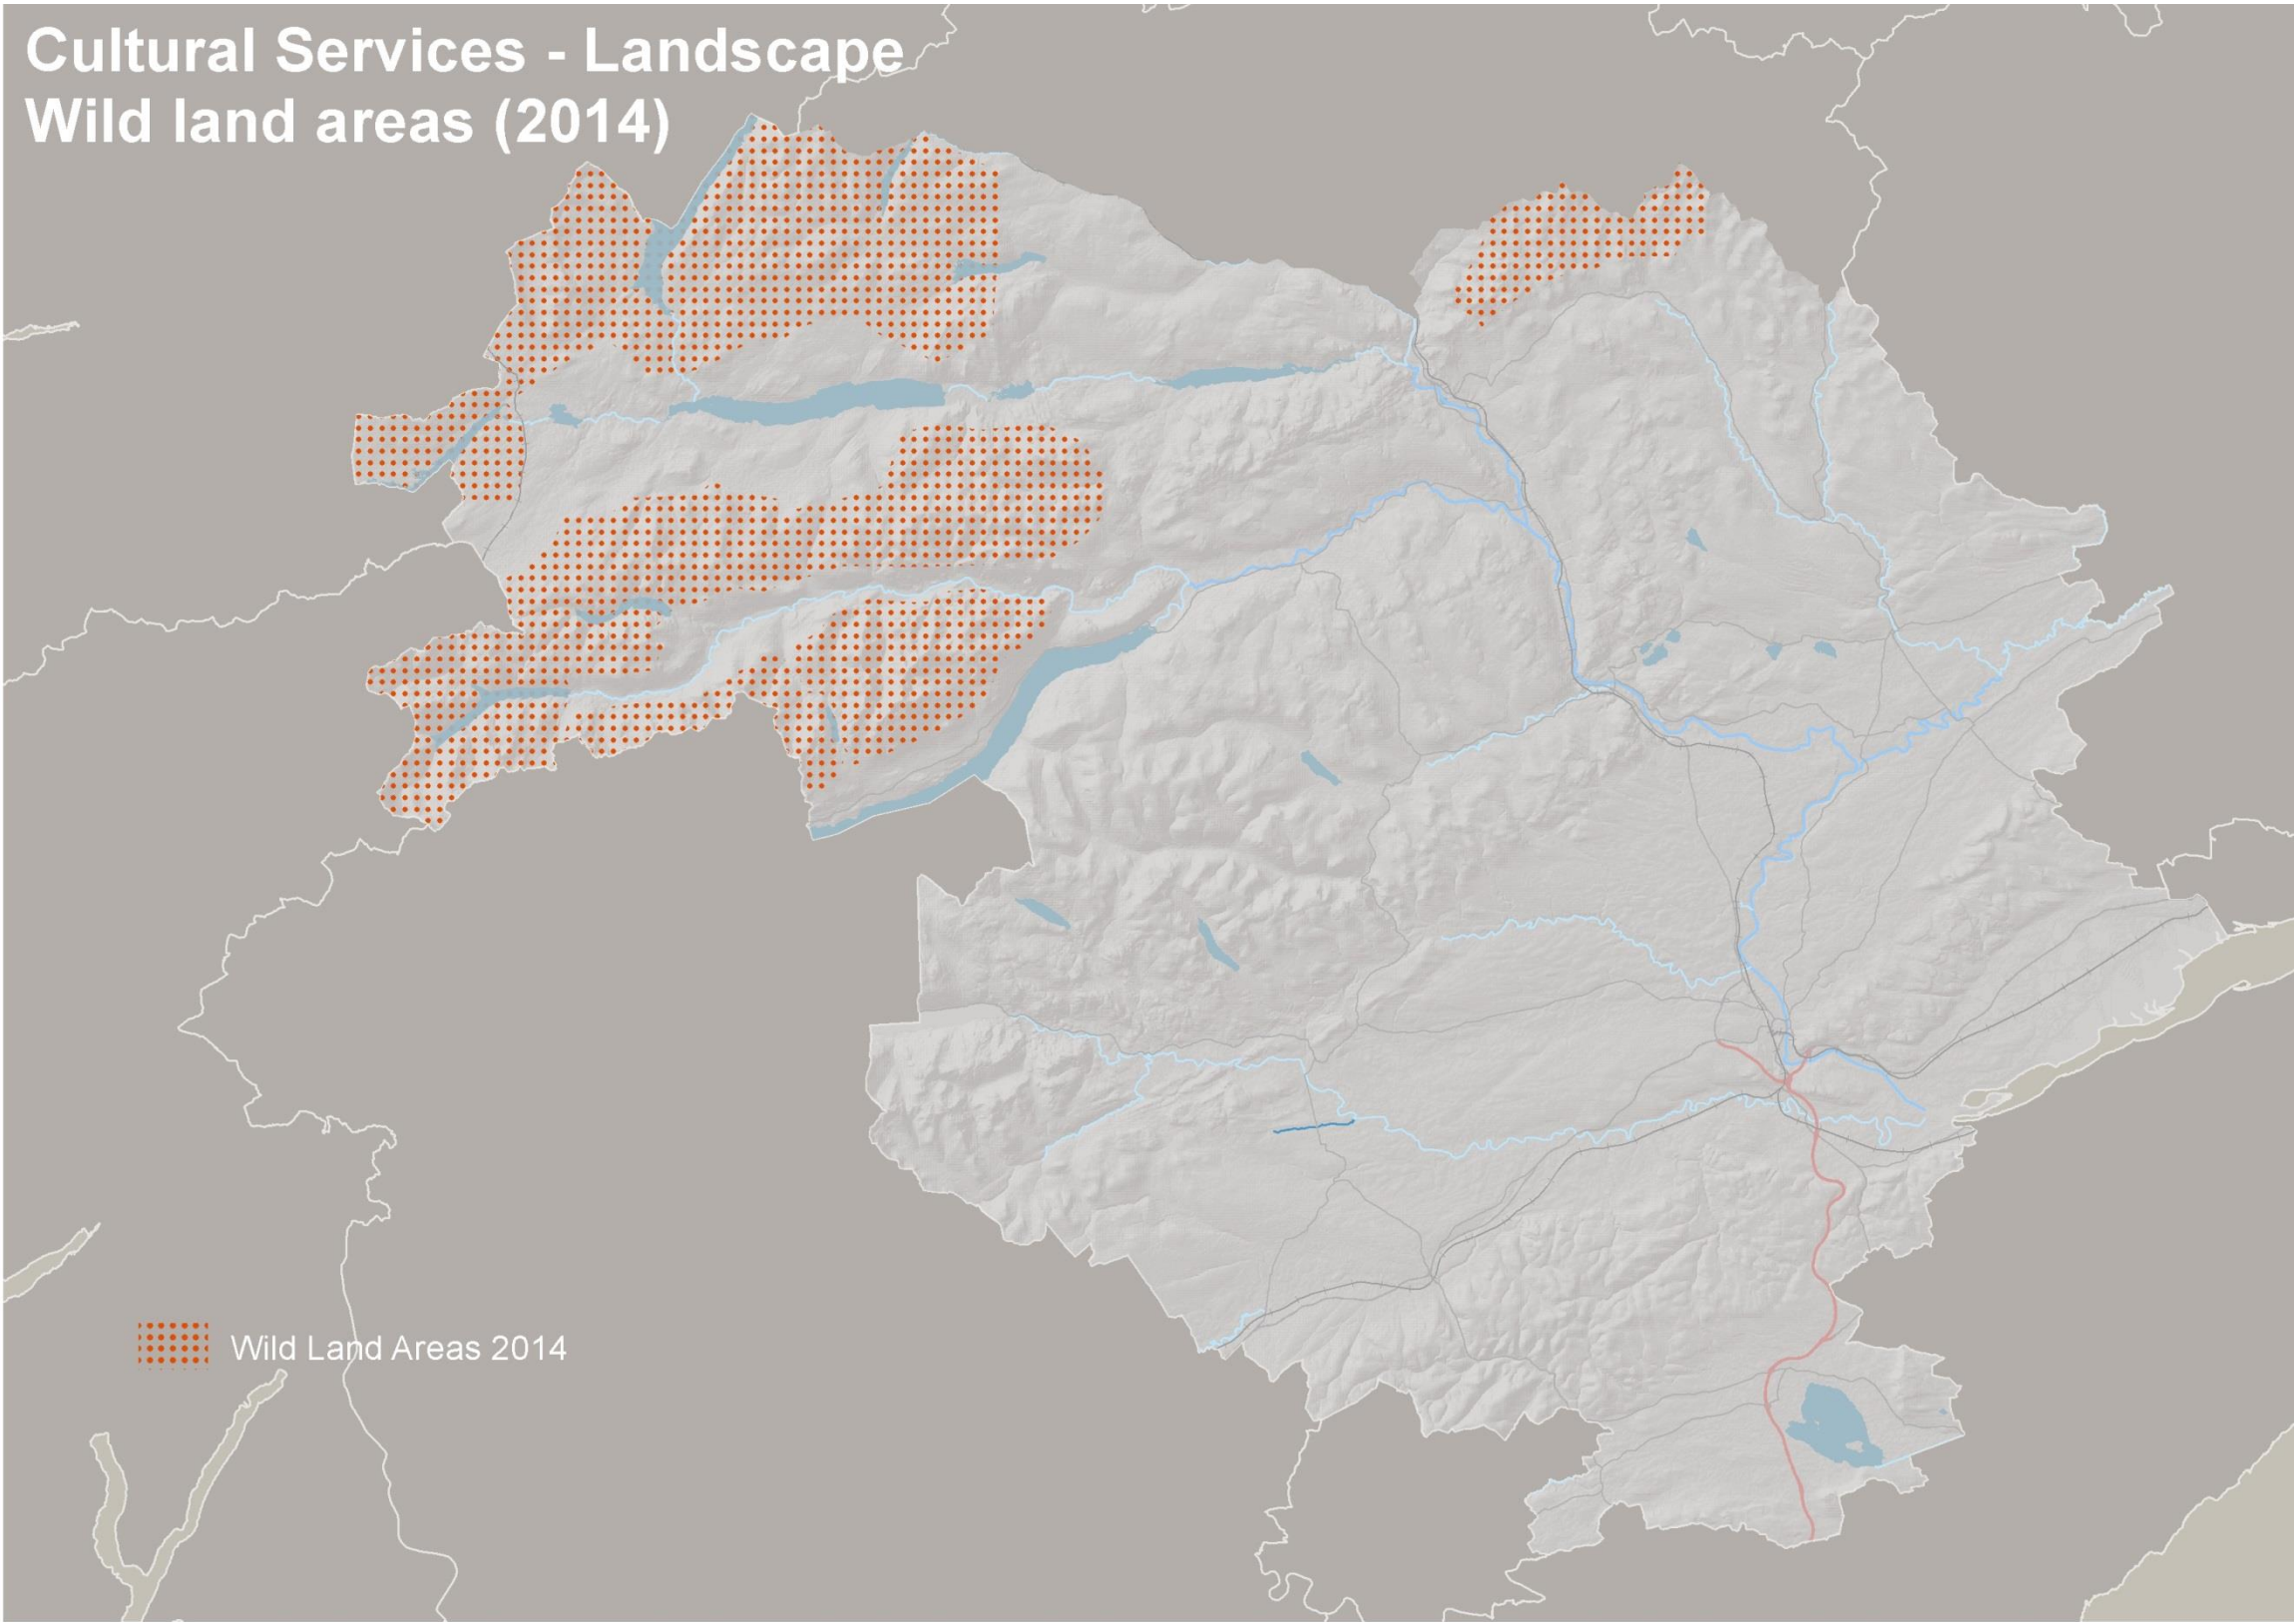 Cultural Services - Landscape
Wild land areas (2014)
Wild Land Areas 2014